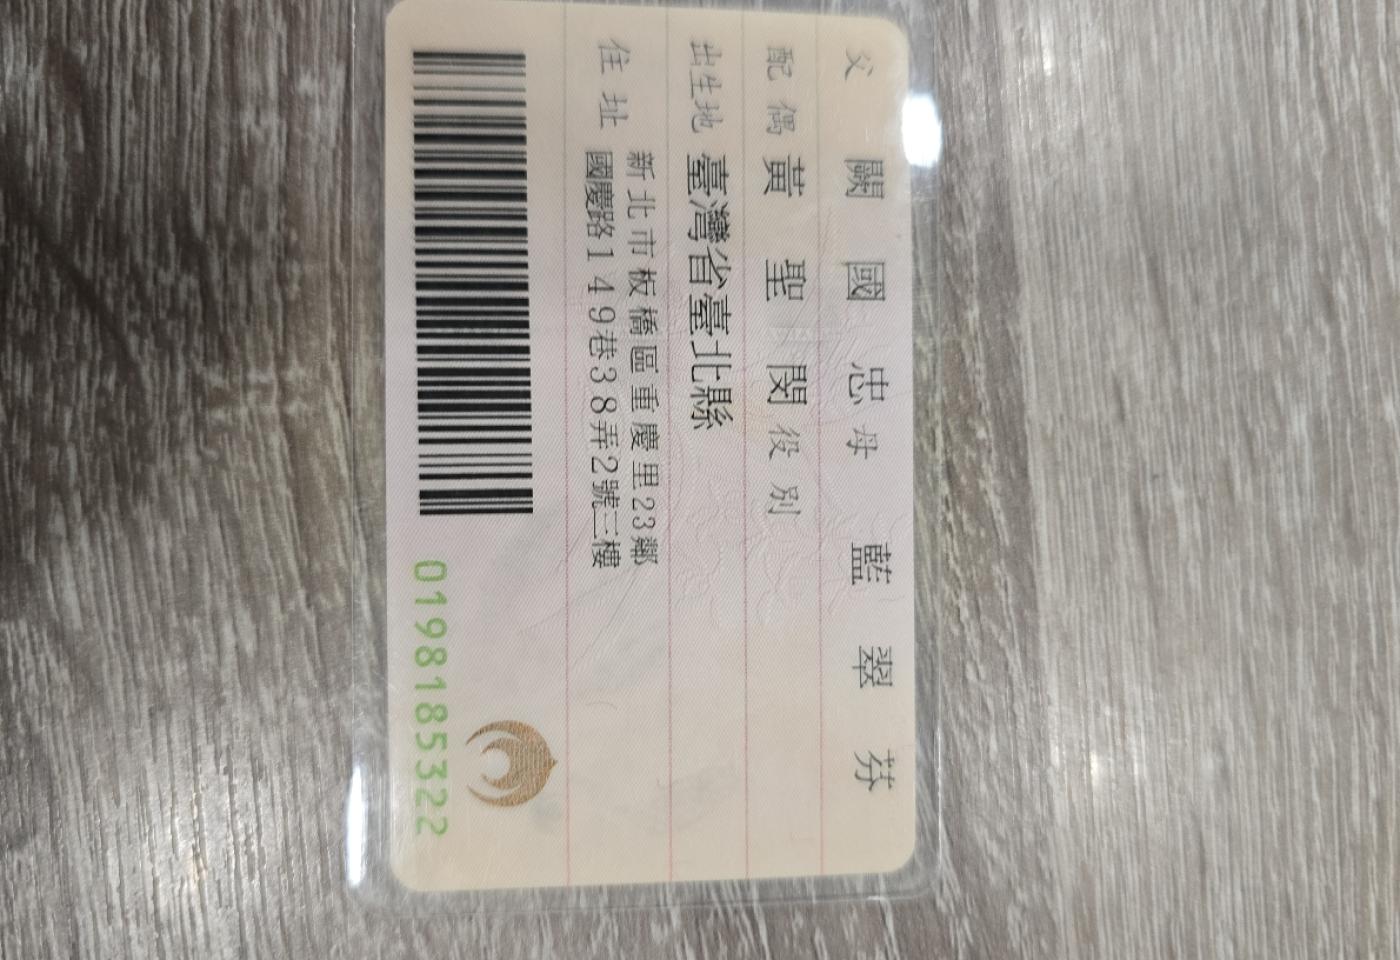 父 闕國忠 母 藍翠芬
配偶 黃聖閔 役別
出生地 臺灣省臺北縣
住址 新北市板橋區重慶里23鄰
國慶路149巷38弄2號三樓
0198185322